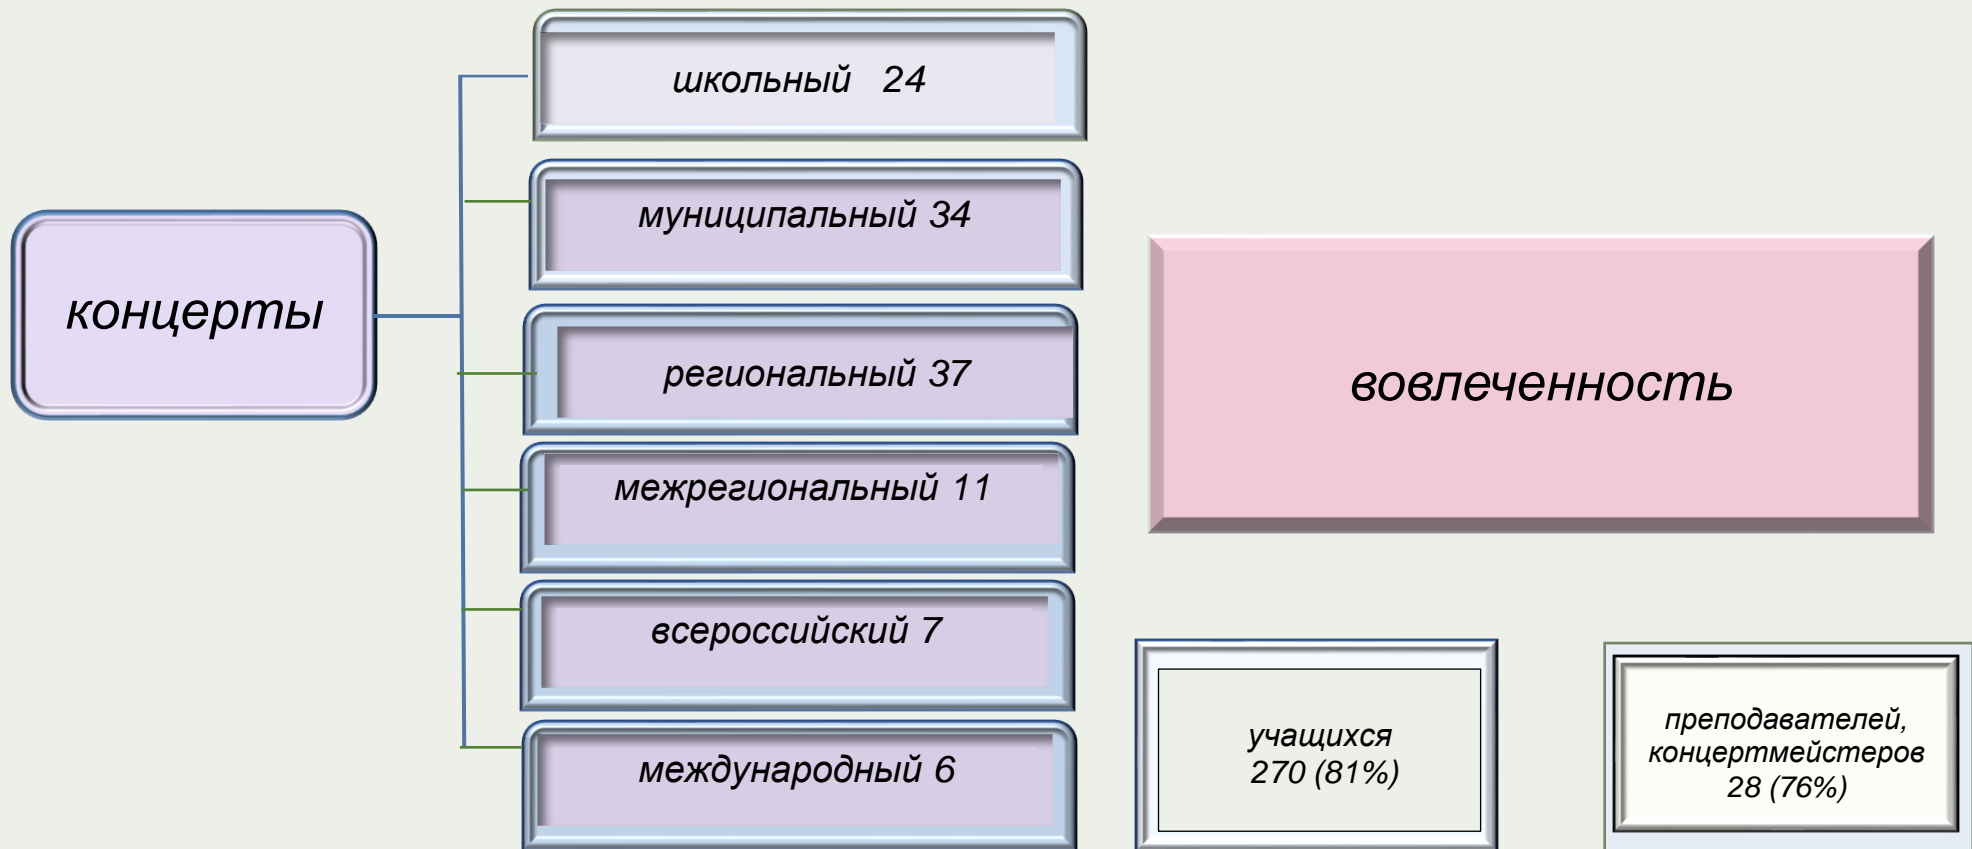 концерты
школьный 24
муниципальный 34
региональный 37
межрегиональный 11
всероссийский 7
международный 6
вовлеченность
учащихся
270 (81%)
преподавателей,
концертмейстеров
28 (76%)